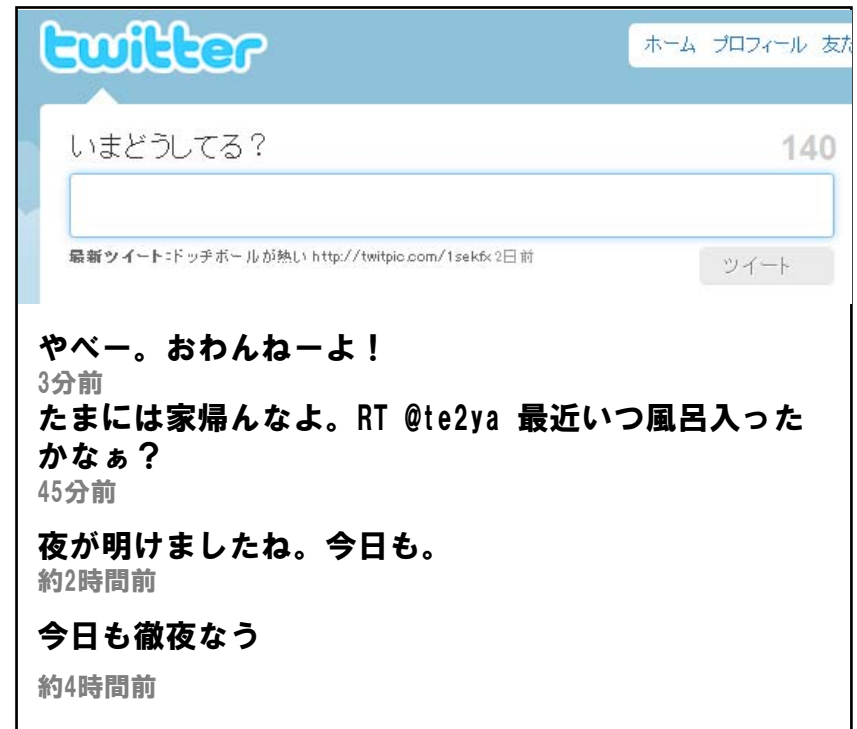 twitter
ホーム プロフィール 友
いまどうしてる？
140
最新ツイート:ドッチボールが熱い http://twitpic.com/1sekfx 2日前
ツイート
やべー。おわんねーよ！
3分前
たまには家帰んなよ。RT @te2ya 最近いつ風呂入った
かなぁ？
45分前
夜が明けましたね。今日も。
約2時間前
今日も徹夜なう
約4時間前